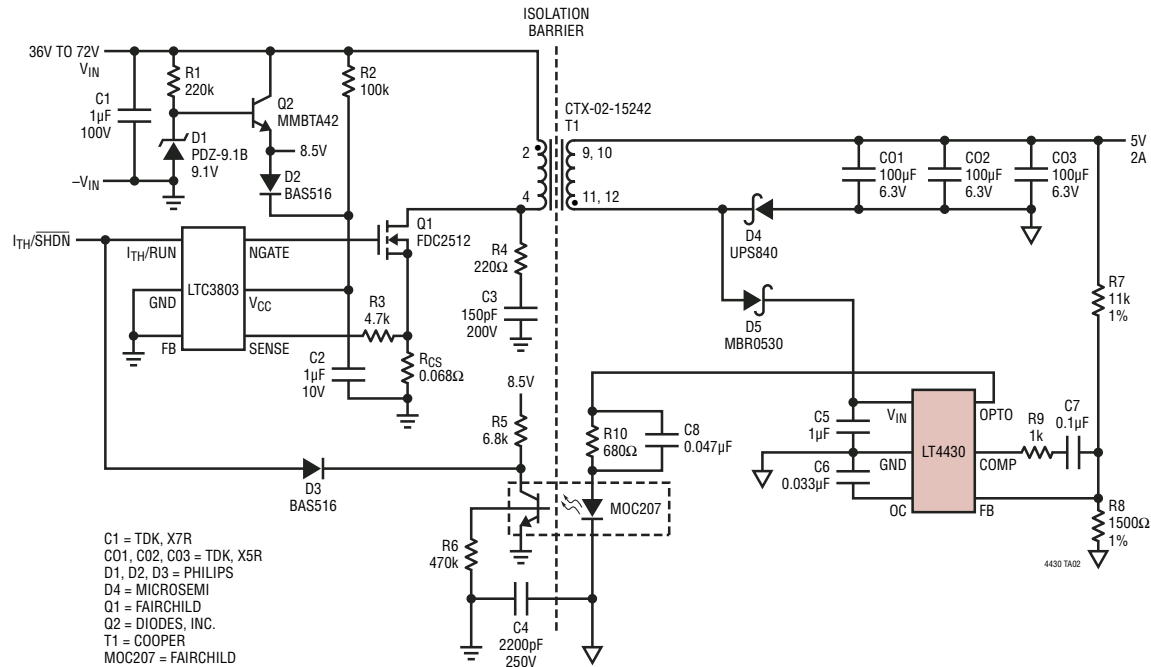 ISOLATION
BARRIER
36V TO 72V
VIN
C1
1µF
100V
–VIN
R1
220k
D1
PDZ-9.1B
9.1V
Q2
MMBTA42
8.5V
D2
BAS516
R2
100k
CTX-02-15242
T1
2
4
9, 10
11, 12
CO1
100µF
6.3V
CO2
100µF
6.3V
CO3
100µF
6.3V
5V
2A
ITH/SHDN
ITH/RUN
NGATE
LTC3803
GND
VCC
FB
SENSE
Q1
FDC2512
R3
4.7k
RCS
0.068Ω
C2
1µF
10V
R4
220Ω
C3
150pF
200V
D4
UPS840
D5
MBR0530
R7
11k
1%
8.5V
R5
6.8k
D3
BAS516
R10
680Ω
C8
0.047µF
C5
1µF
C6
0.033µF
VIN
OPTO
LT4430
GND
COMP
OC
FB
R9
1k
C7
0.1µF
R8
1500Ω
1%
MOC207
R6
470k
C4
2200pF
250V
4430 TA02
C1 = TDK, X7R
CO1, C02, C03 = TDK, X5R
D1, D2, D3 = PHILIPS
D4 = MICROSEMI
Q1 = FAIRCHILD
Q2 = DIODES, INC.
T1 = COOPER
MOC207 = FAIRCHILD